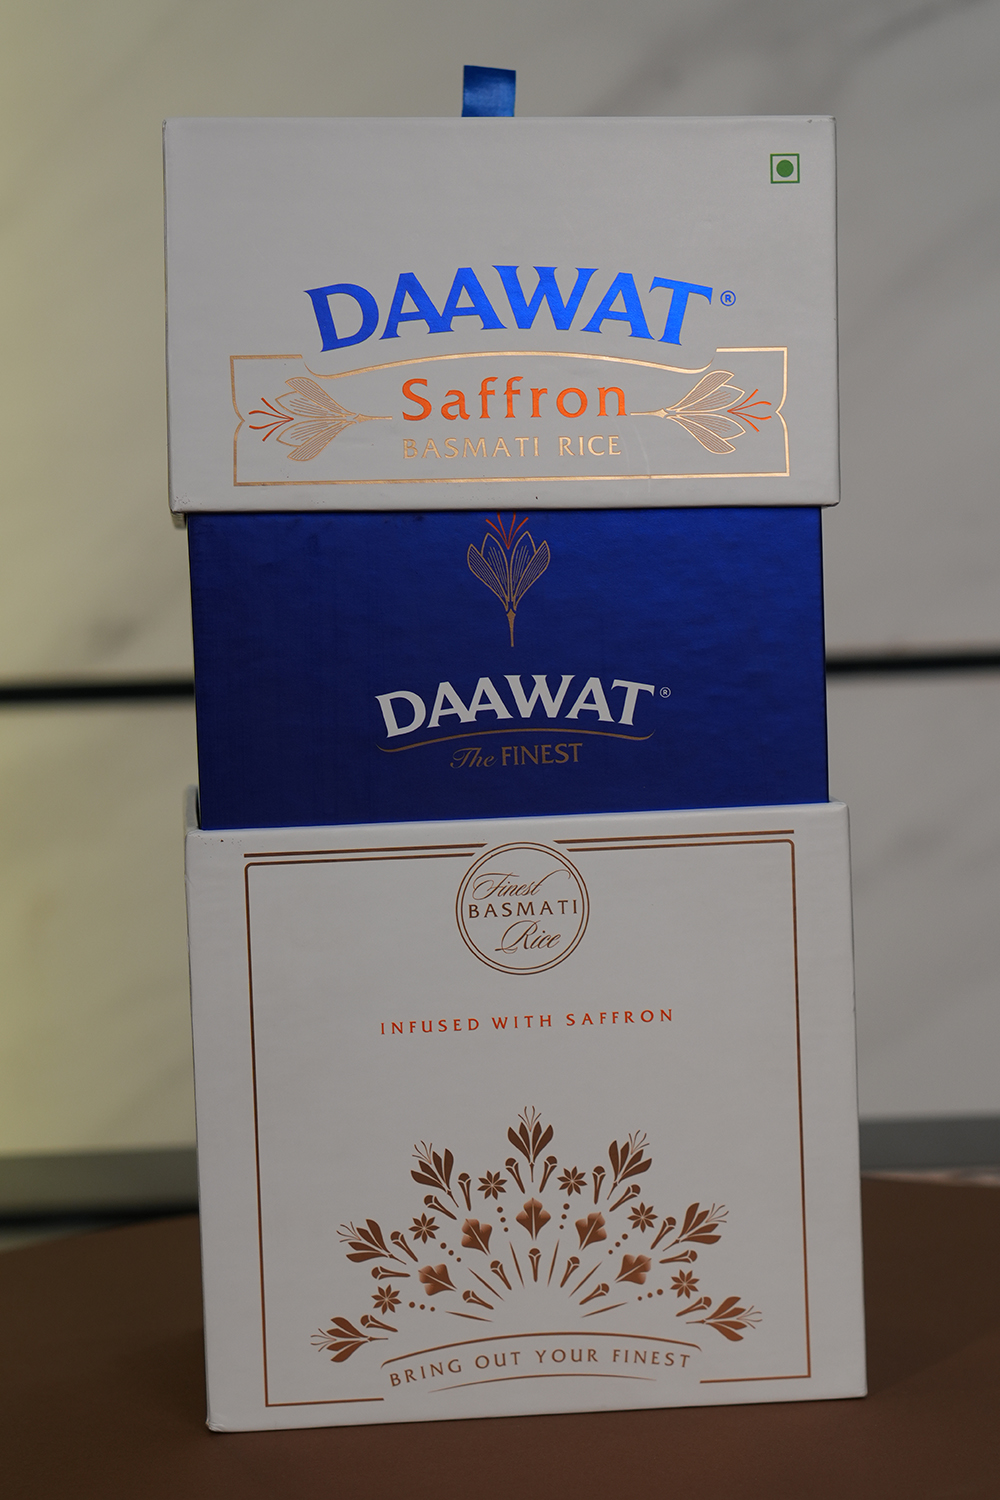 DAAWAT®
Saffron
BASMATI RICE
DAAWAT®
The FINEST
Finest
BASMATI
Rice
INFUSED WITH SAFFRON
BRING OUT YOUR FINEST